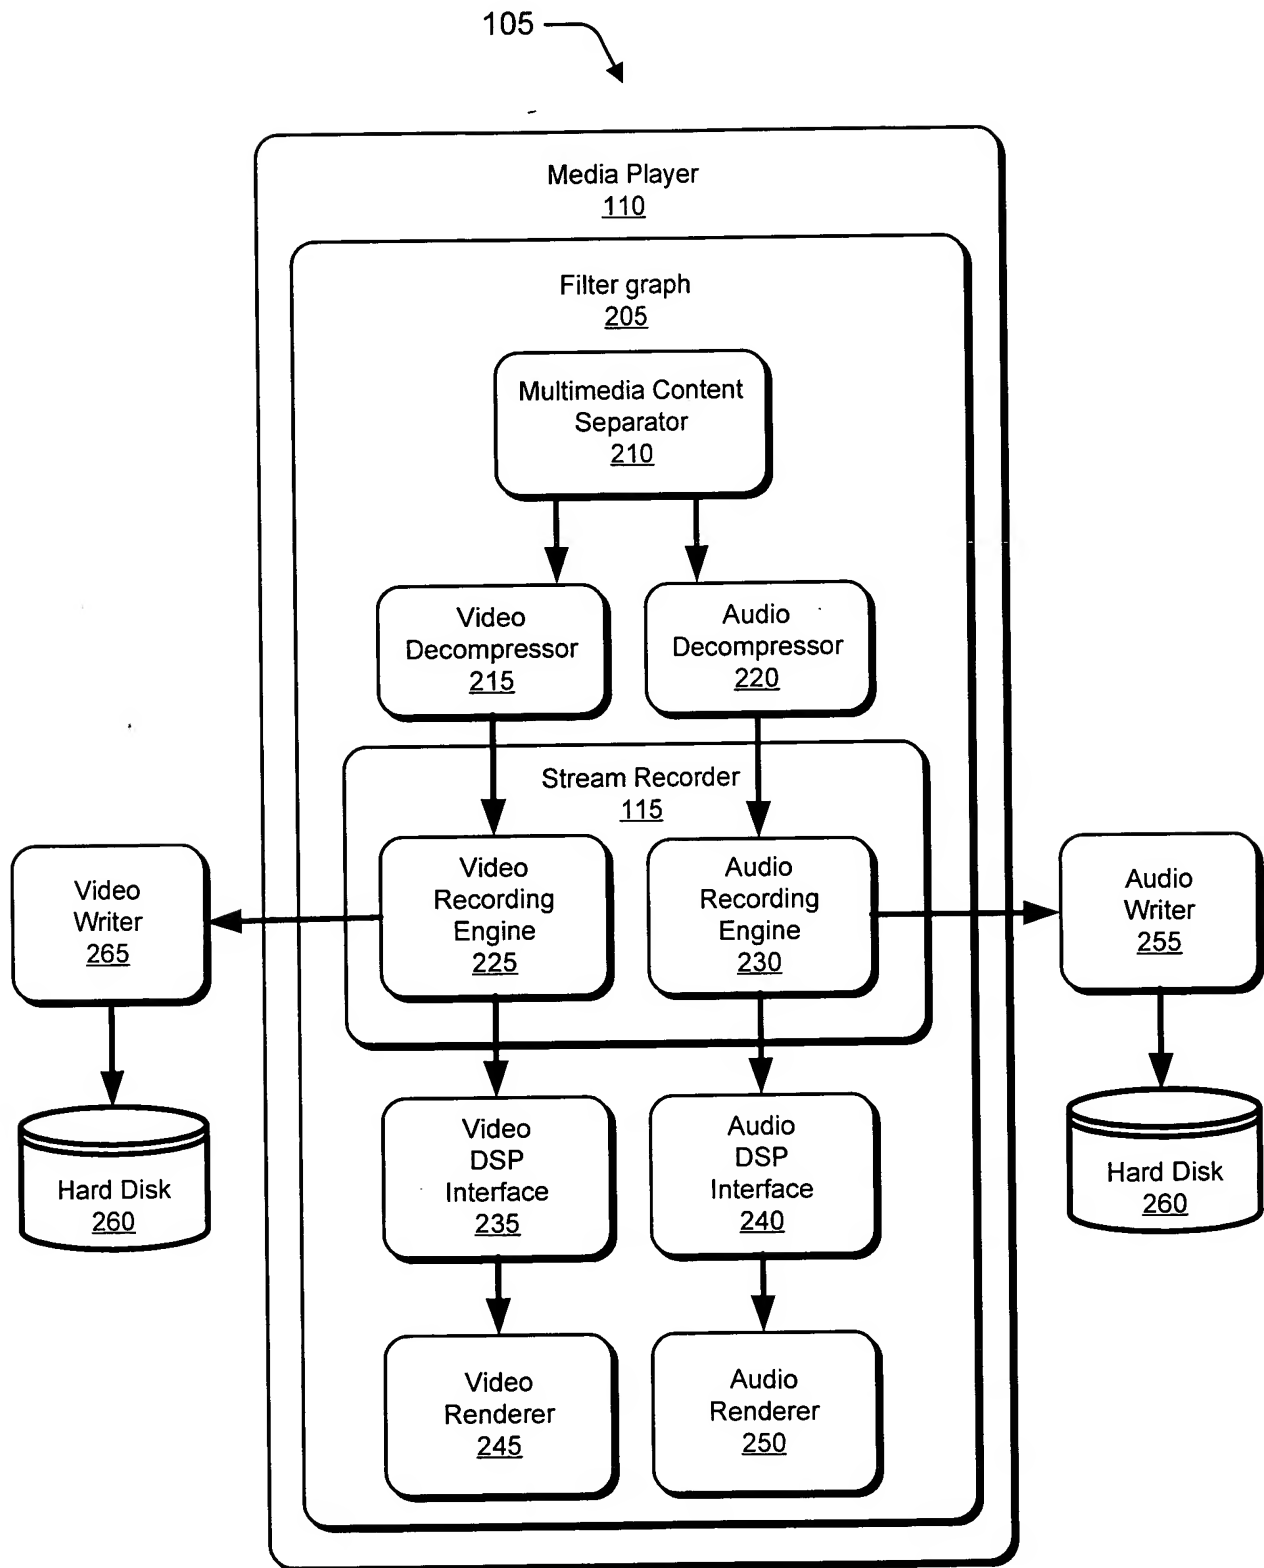 105
Media Player
110
Filter graph
205
Multimedia Content
Separator
210
Video
Decompressor
215
Audio
Decompressor
220
Stream Recorder
115
Video
Writer
265
Video
Recording
Engine
225
Audio
Recording
Engine
230
Audio
Writer
255
Hard Disk
260
Video
DSP
Interface
235
Audio
DSP
Interface
240
Hard Disk
260
Video
Renderer
245
Audio
Renderer
250